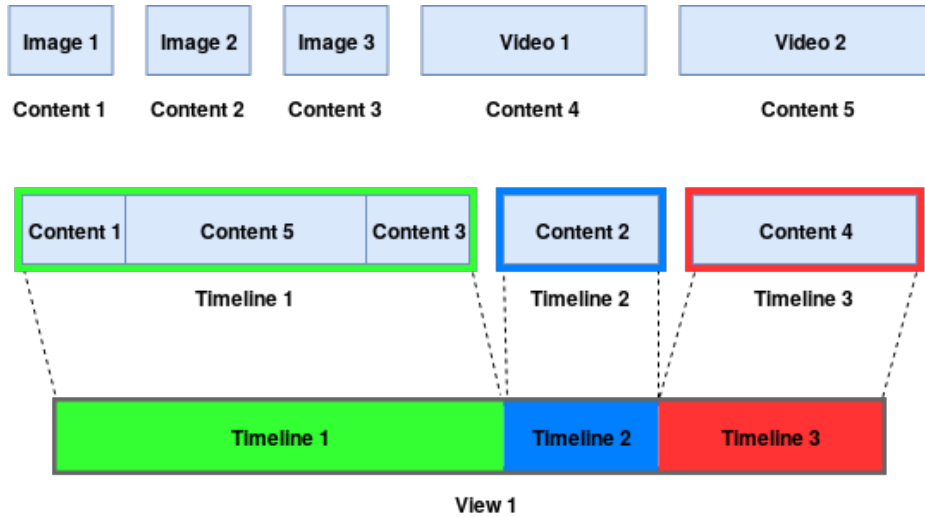 Image 1 Image 2 Image 3 Video 1 Video 2
Content 1 Content 2 Content 3 Content 4 Content 5
Content 1 Content 5 Content 3 Content 2 Content 4
Timeline 1 Timeline 2 Timeline 3
Timeline 1 Timeline 2 Timeline 3
View 1